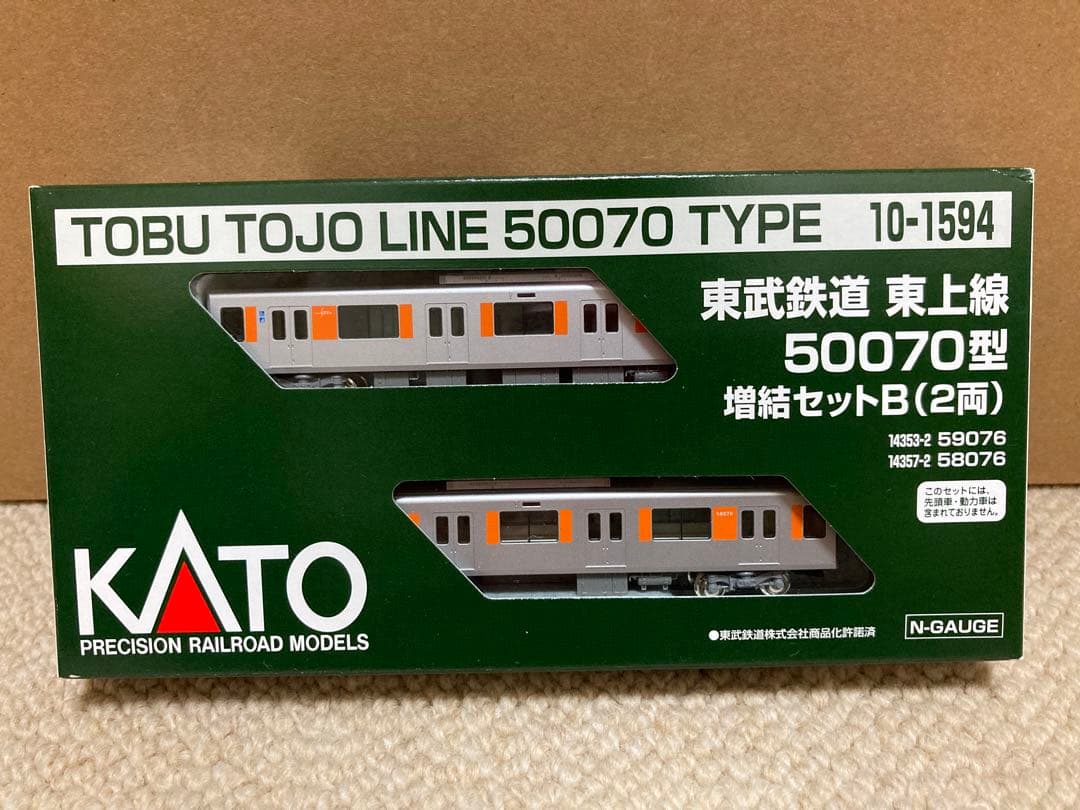 TOBU TOJO LINE 50070 TYPE 10-1594
東武鉄道 東上線
50070型
増結セットB(2両)
14353-2 59076
14357-2 58076
このセットには、
先頭車・動力車は
含まれておりません。
KATO
PRECISION RAILROAD MODELS
●東武鉄道株式会社商品化許諾済
N-GAUGE